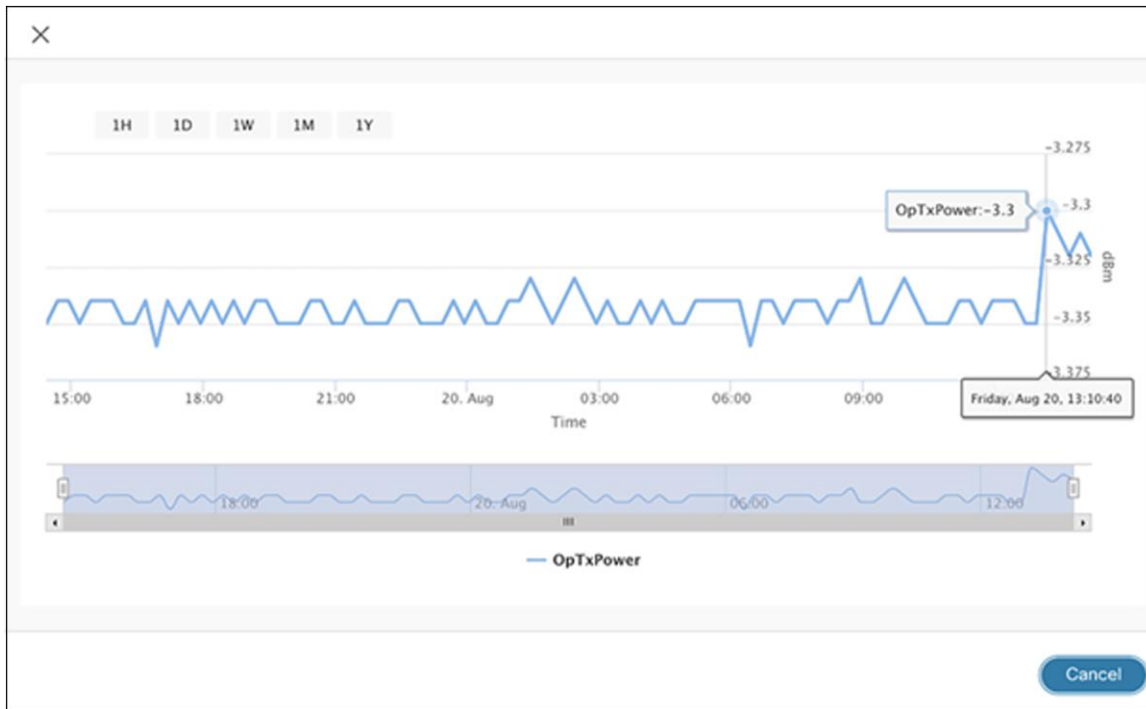 1H 1D 1W 1M 1Y
-3.275
OpTxPower:-3.3
-3.3
-3.325
dBm
-3.35
-3.375
15:00 18:00 21:00 20. Aug 03:00 06:00 09:00
Friday, Aug 20, 13:10:40
Time
18:00 20. Aug 06:00 12:00
OpTxPower
Cancel